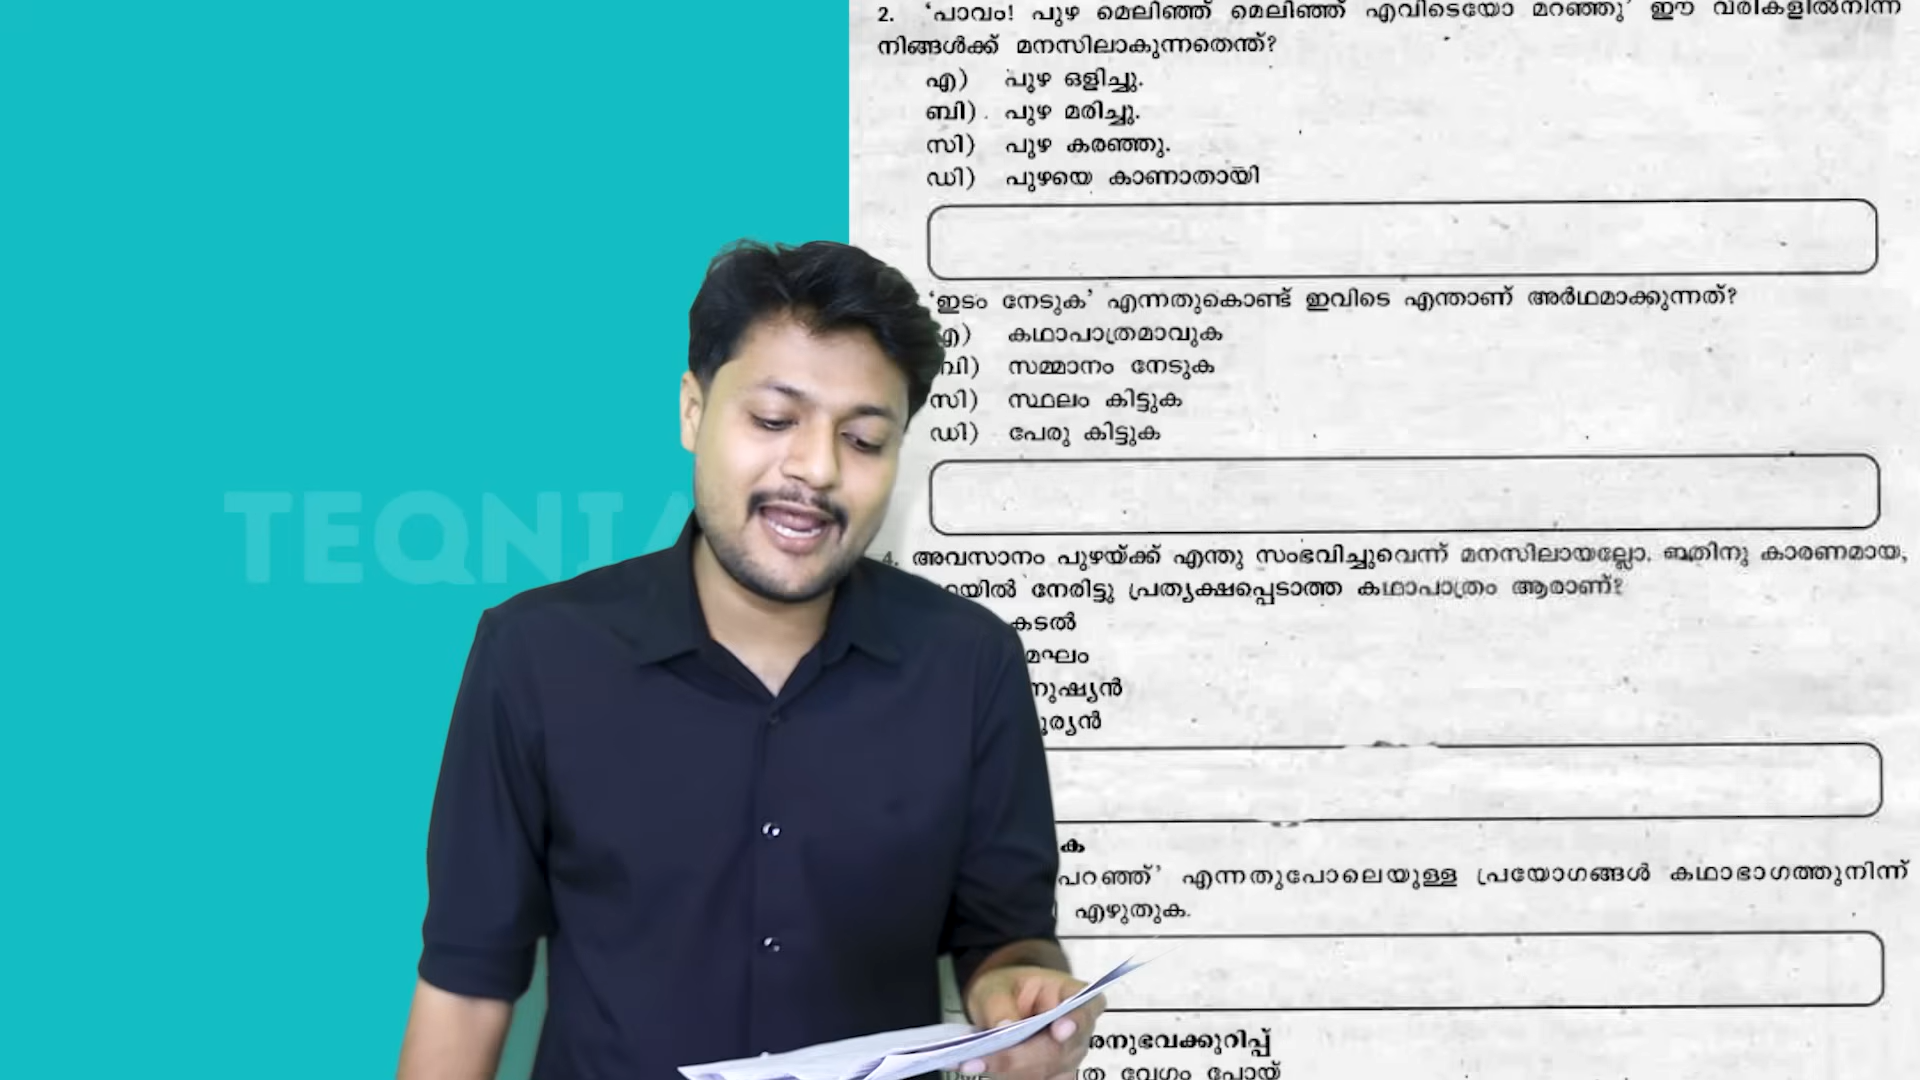 2. 'പാവം! പുഴ മെലിഞ്ഞ് മെലിഞ്ഞ് എവിടെയോ മറഞ്ഞു' ഈ വരികളിൽനിന്ന്
നിങ്ങൾക്ക് മനസിലാകുന്നതെന്ത്?
എ) പുഴ ഒളിച്ചു.
ബി) പുഴ മരിച്ചു.
സി) പുഴ കരഞ്ഞു.
ഡി) പുഴയെ കാണാതായി
'ഇടം നേടുക' എന്നതുകൊണ്ട് ഇവിടെ എന്താണ് അർഥമാക്കുന്നത്?
എ) കഥാപാത്രമാവുക
ബി) സമ്മാനം നേടുക
സി) സ്ഥലം കിട്ടുക
ഡി) പേരു കിട്ടുക
TEQNI
4. അവസാനം പുഴയ്ക്ക് എന്തു സംഭവിച്ചുവെന്ന് മനസിലായല്ലോ. ഇതിനു കാരണമായ,
നേരിട്ടു പ്രത്യക്ഷപ്പെടാത്ത കഥാപാത്രം ആരാണ്?
കടൽ
പറഞ്ഞ്' എന്നതുപോലെയുള്ള പ്രയോഗങ്ങൾ കഥാഭാഗത്തുനിന്ന്
എഴുതുക.
വേഗം പോയ്